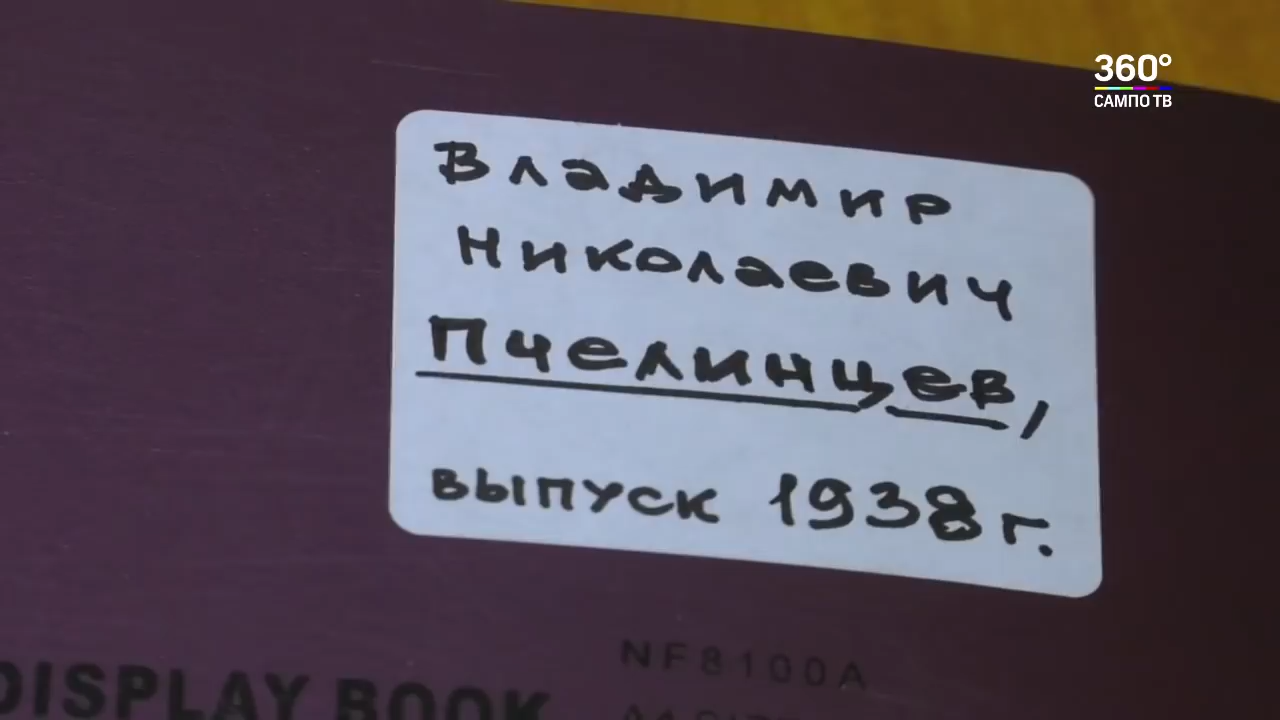 360°
САМПО ТВ
Владимир
Николаевич
Пчелинцев,
выпуск 1938 г.
NF8100A
DISPLAY BOOK